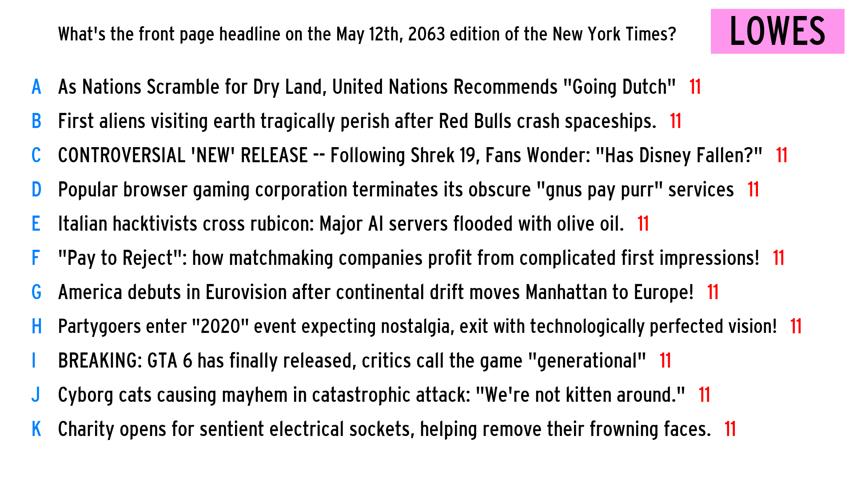 What's the front page headline on the May 12th, 2063 edition of the New York Times?
LOWES
A As Nations Scramble for Dry Land, United Nations Recommends "Going Dutch" 11
B First aliens visiting earth tragically perish after Red Bulls crash spaceships. 11
C CONTROVERSIAL 'NEW' RELEASE -- Following Shrek 19, Fans Wonder: "Has Disney Fallen?" 11
D Popular browser gaming corporation terminates its obscure "gnus pay purr" services 11
E Italian hacktivists cross rubicon: Major AI servers flooded with olive oil. 11
F "Pay to Reject": how matchmaking companies profit from complicated first impressions! 11
G America debuts in Eurovision after continental drift moves Manhattan to Europe! 11
H Partygoers enter "2020" event expecting nostalgia, exit with technologically perfected vision! 11
I BREAKING: GTA 6 has finally released, critics call the game "generational" 11
J Cyborg cats causing mayhem in catastrophic attack: "We're not kitten around." 11
K Charity opens for sentient electrical sockets, helping remove their frowning faces. 11